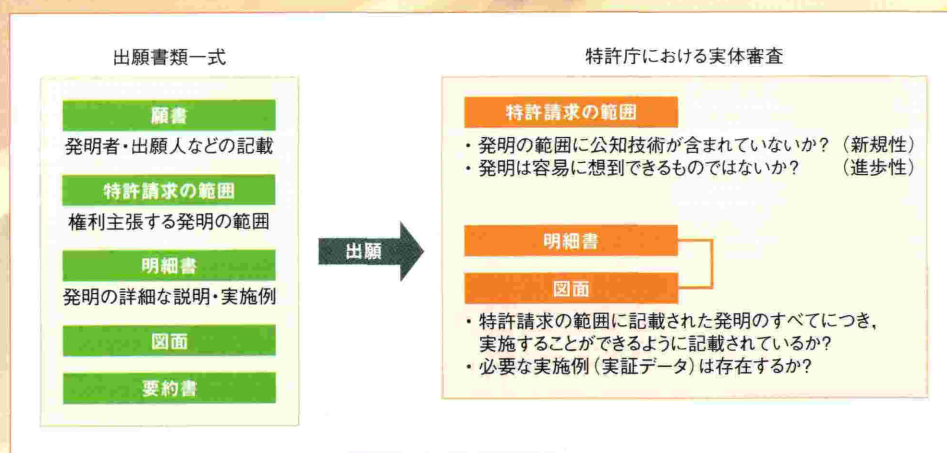 出願書類一式
願書
発明者・出願人などの記載
特許請求の範囲
権利主張する発明の範囲
明細書
発明の詳細な説明・実施例
図面
要約書
出願
特許庁における実体審査
特許請求の範囲
・発明の範囲に公知技術が含まれていないか？（新規性）
・発明は容易に想到できるものではないか？（進歩性）
明細書
図面
・特許請求の範囲に記載された発明のすべてにつき，
実施することができるように記載されているか？
・必要な実施例（実証データ）は存在するか？